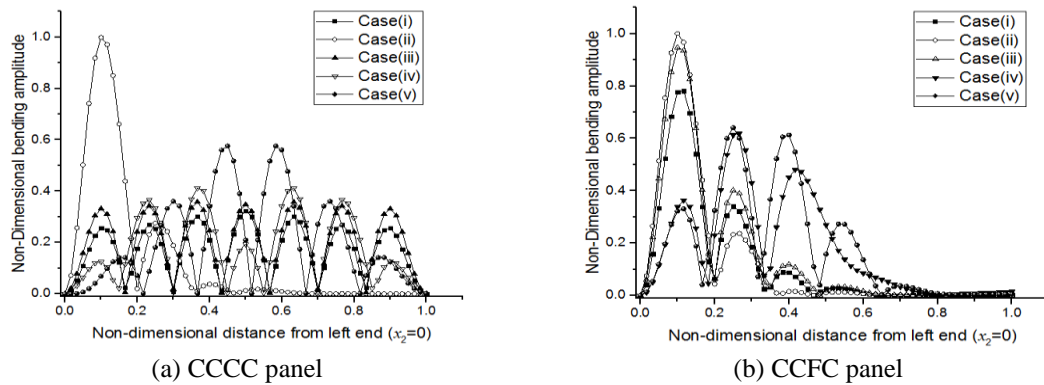 Non-Dimensional bending amplitude
1.0
0.8
0.6
0.4
0.2
0.0
Case(i)
Case(ii)
Case(iii)
Case(iv)
Case(v)
0.0 0.2 0.4 0.6 0.8 1.0
Non-dimensional distance from left end (x₂=0)
(a) CCCC panel
Non-dimensional bending amplitude
1.0
0.8
0.6
0.4
0.2
0.0
Case(i)
Case(ii)
Case(iii)
Case(iv)
Case(v)
0.0 0.2 0.4 0.6 0.8 1.0
Non-dimensional distance from left end (x₂=0)
(b) CCFC panel